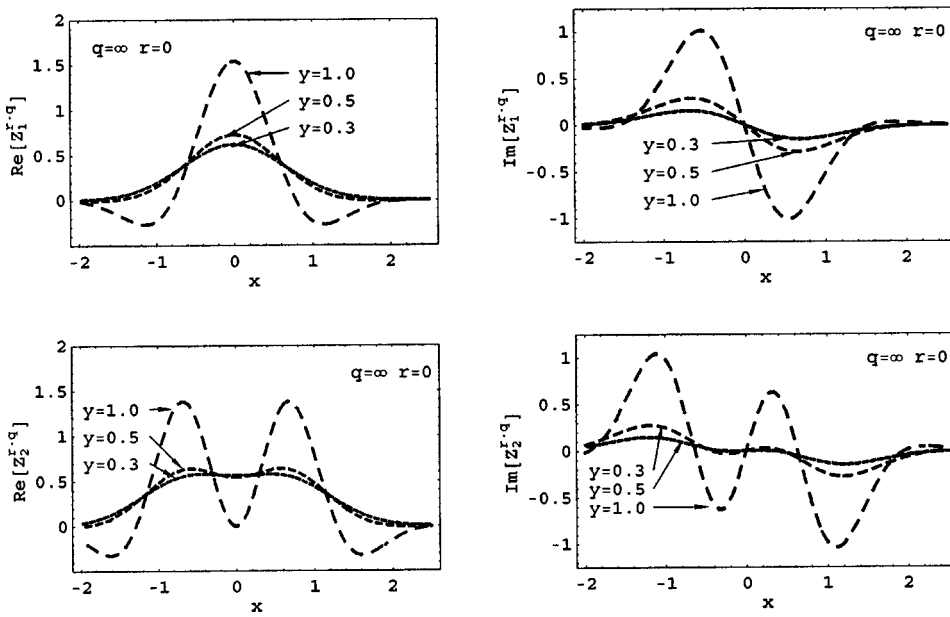 2
q=∞ r=0
1.5
y=1.0
1
y=0.5
y=0.3
0.5
0
-2 -1 0 1 2
x
Re[Z₁ʳ·ᑫ]
q=∞ r=0
1
0.5
0
y=0.3
y=0.5
-0.5
y=1.0
-1
-2 -1 0 1 2
x
Im[Z₁ʳ·ᑫ]
2
q=∞ r=0
1.5
y=1.0
1
y=0.5
y=0.3
0.5
0
-2 -1 0 1 2
x
Re[Z₂ʳ·ᑫ]
1
q=∞ r=0
0.5
0
y=0.3
y=0.5
-0.5
y=1.0
-1
-2 -1 0 1 2
x
Im[Z₂ʳ·ᑫ]